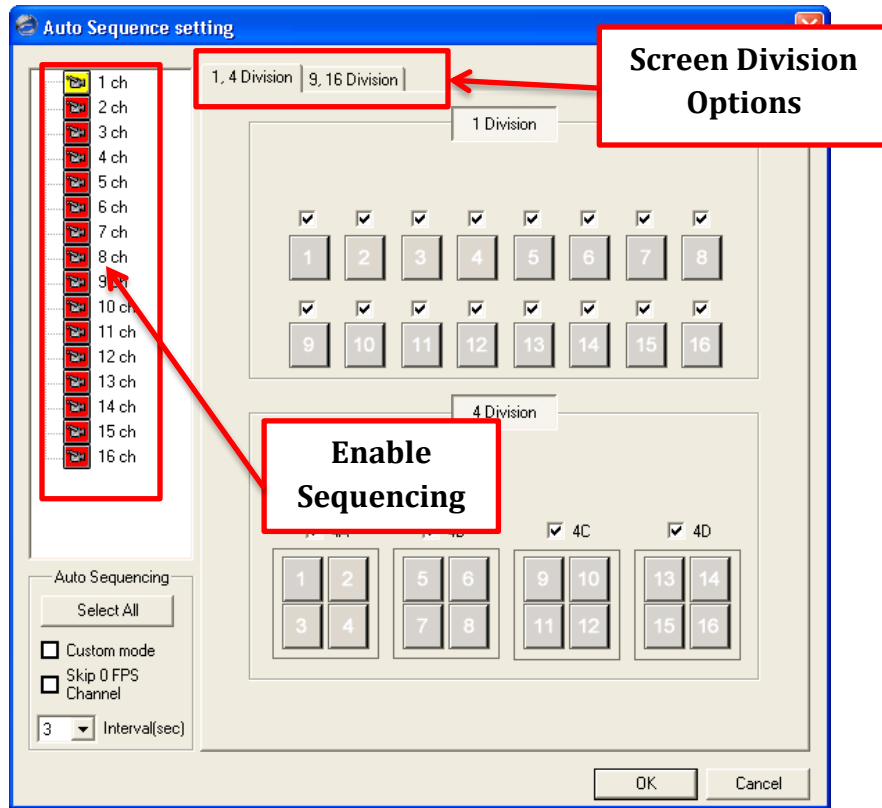 Auto Sequence setting
Screen Division
Options
1, 4 Division
9, 16 Division
1 ch
2 ch
3 ch
4 ch
5 ch
6 ch
7 ch
8 ch
9 ch
10 ch
11 ch
12 ch
13 ch
14 ch
15 ch
16 ch
1 Division
1 2 3 4 5 6 7 8
9 10 11 12 13 14 15 16
4 Division
Enable
Sequencing
4C 4D
1 2 5 6 9 10 13 14
3 4 7 8 11 12 15 16
Auto Sequencing
Select All
Custom mode
Skip 0 FPS
Channel
3 Interval(sec)
OK Cancel